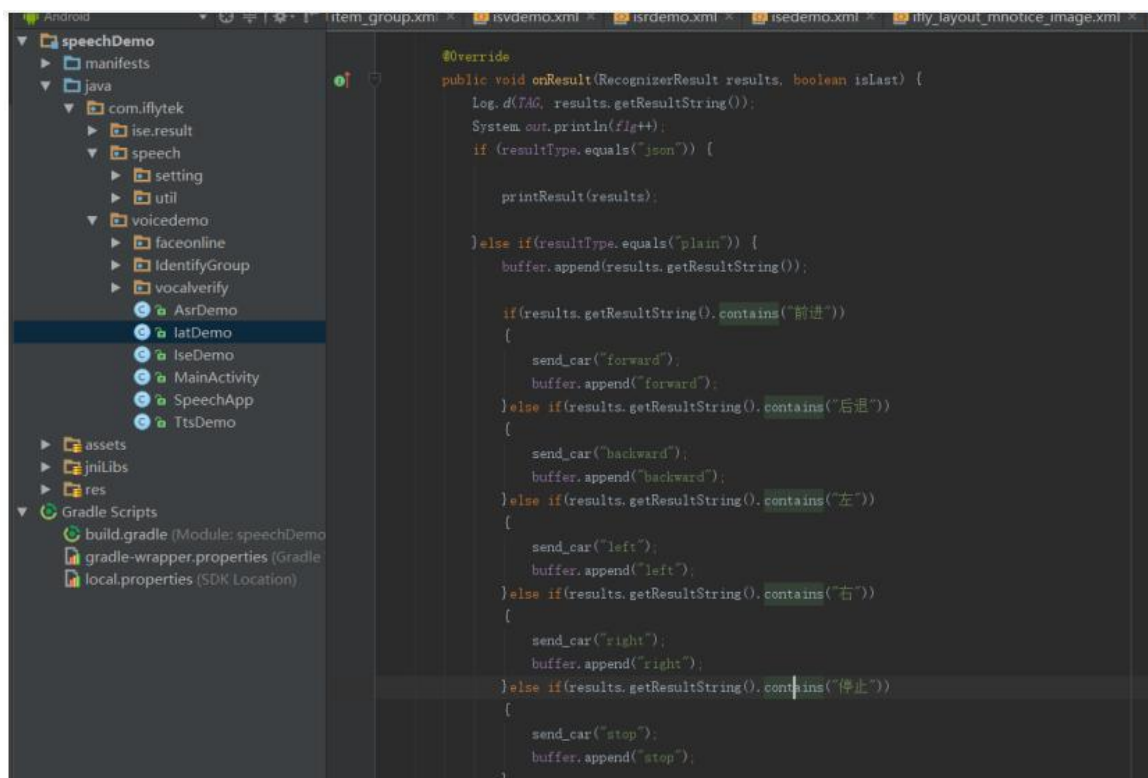 Android
item_group.xml
isvdemo.xml
isrdemo.xml
isedemo.xml
ifly_layout_mnotice_image.xml
speechDemo
manifests
java
com.iflytek
ise.result
speech
setting
util
voicedemo
faceonline
IdentifyGroup
vocalverify
AsrDemo
IatDemo
IseDemo
MainActivity
SpeechApp
TtsDemo
assets
jniLibs
res
Gradle Scripts
build.gradle (Module: speechDemo
gradle-wrapper.properties (Gradle
local.properties (SDK Location)
@Override
public void onResult(RecognizerResult results, boolean isLast) {
Log.d(TAG, results.getResultString());
System.out.println(flg++);
if (resultType.equals("json")) {
printResult(results);
}else if(resultType.equals("plain")) {
buffer.append(results.getResultString());
if(results.getResultString().contains("前进"))
{
send_car("forward");
buffer.append("forward");
}else if(results.getResultString().contains("后退"))
{
send_car("backward");
buffer.append("backward");
}else if(results.getResultString().contains("左"))
{
send_car("left");
buffer.append("left");
}else if(results.getResultString().contains("右"))
{
send_car("right");
buffer.append("right");
}else if(results.getResultString().contains("停止"))
{
send_car("stop");
buffer.append("stop");
}